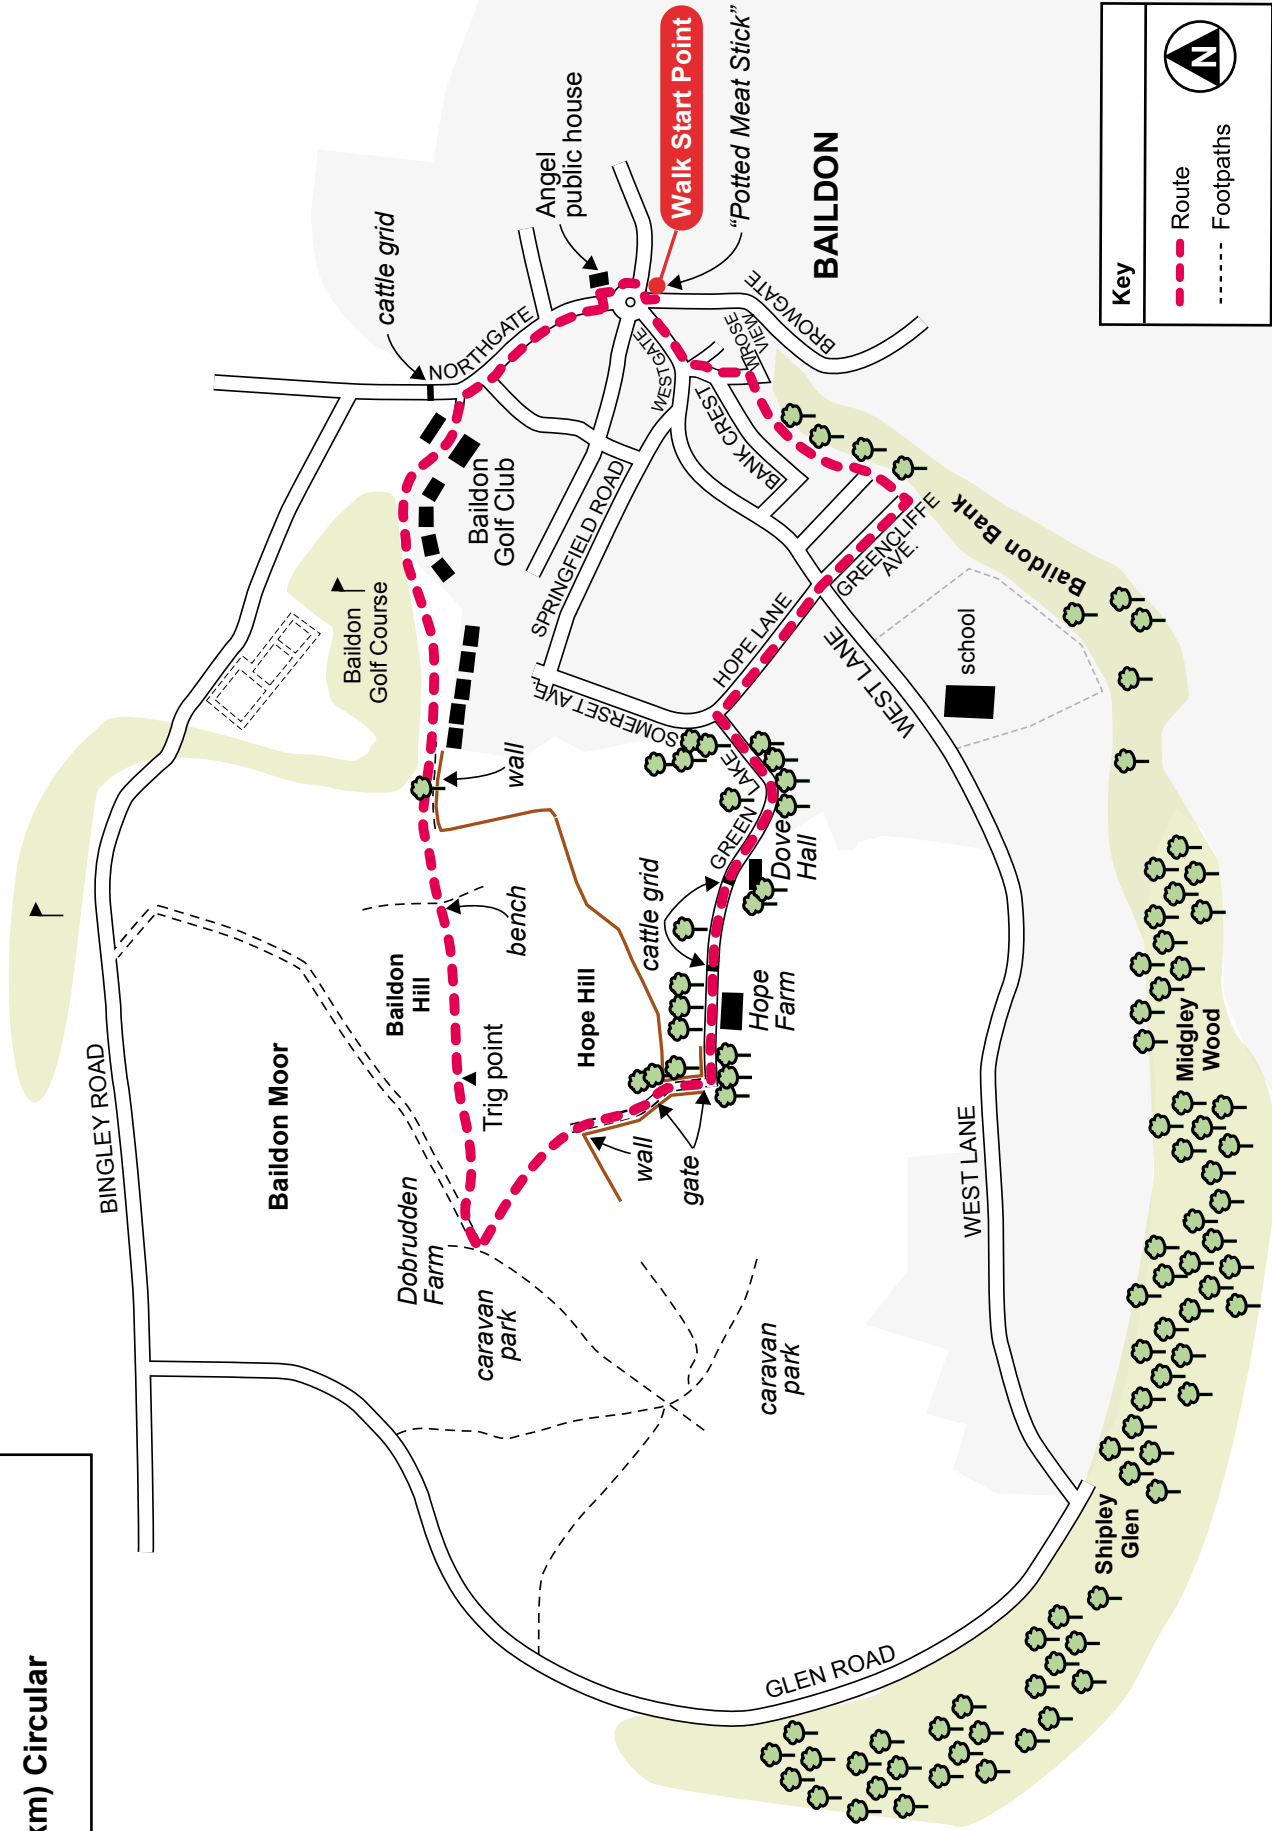 km) Circular
BINGLEY ROAD
Baildon Moor
Dobrudden
Farm
caravan
park
caravan
park
Baildon
Hill
Trig point
bench
Hope Hill
wall
gate
wall
cattle grid
Hope
Farm
Dove
Hall
GREEN LAKE
Baildon
Golf Course
Baildon
Golf Club
cattle grid
NORTHGATE
Angel
public house
Walk Start Point
“Potted Meat Stick”
BAILDON
BROWGATE
WROSE
VIEW
WESTGATE
BANK CREST
SPRINGFIELD ROAD
SOMERSET AVE.
HOPE LANE
GREENCLIFFE
AVE.
WEST LANE
school
Baildon Bank
WEST LANE
Midgley
Wood
Shipley
Glen
GLEN ROAD
Key
Route
Footpaths
N